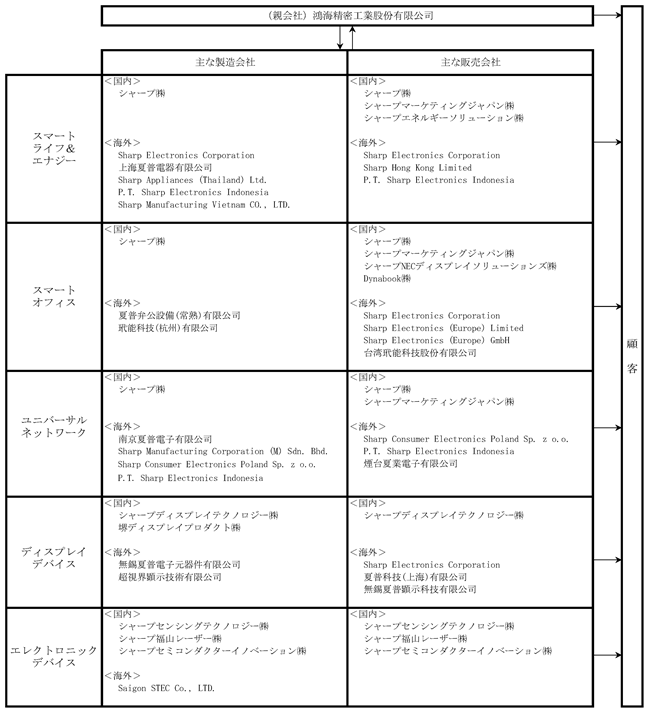 (親会社) 鴻海精密工業股份有限公司
主な製造会社
主な販売会社
スマート
ライフ&
エナジー
<国内>
シャープ㈱
<海外>
Sharp Electronics Corporation
上海夏普電器有限公司
Sharp Appliances (Thailand) Ltd.
P.T. Sharp Electronics Indonesia
Sharp Manufacturing Vietnam CO., LTD.
<国内>
シャープ㈱
シャープマーケティングジャパン㈱
シャープエネルギーソリューション㈱
<海外>
Sharp Electronics Corporation
Sharp Hong Kong Limited
P.T. Sharp Electronics Indonesia
スマート
オフィス
<国内>
シャープ㈱
<海外>
夏普弁公設備(常熟)有限公司
玳能科技(杭州)有限公司
<国内>
シャープ㈱
シャープマーケティングジャパン㈱
シャープNECディスプレイソリューションズ㈱
Dynabook㈱
<海外>
Sharp Electronics Corporation
Sharp Electronics (Europe) Limited
Sharp Electronics (Europe) GmbH
台湾玳能科技股份有限公司
ユニバーサル
ネットワーク
<国内>
シャープ㈱
<海外>
南京夏普電子有限公司
Sharp Manufacturing Corporation (M) Sdn. Bhd.
Sharp Consumer Electronics Poland Sp. z o.o.
P.T. Sharp Electronics Indonesia
<国内>
シャープ㈱
シャープマーケティングジャパン㈱
<海外>
Sharp Consumer Electronics Poland Sp. z o.o.
P.T. Sharp Electronics Indonesia
煙台夏業電子有限公司
ディスプレイ
デバイス
<国内>
シャープディスプレイテクノロジー㈱
堺ディスプレイプロダクト㈱
<海外>
無錫夏普電子元器件有限公司
超視界顕示技術有限公司
<国内>
シャープディスプレイテクノロジー㈱
<海外>
Sharp Electronics Corporation
夏普科技(上海)有限公司
無錫夏普顕示科技有限公司
エレクトロニック
デバイス
<国内>
シャープセンシングテクノロジー㈱
シャープ福山レーザー㈱
シャープセミコンダクターイノベーション㈱
<海外>
Saigon STEC Co., LTD.
<国内>
シャープセンシングテクノロジー㈱
シャープ福山レーザー㈱
シャープセミコンダクターイノベーション㈱
顧客